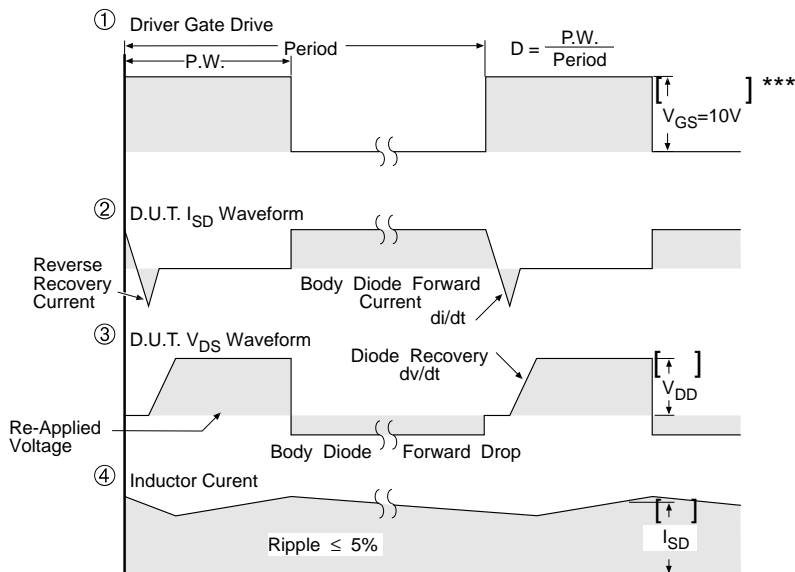 ① Driver Gate Drive
Period
P.W.
D = P.W. / Period
[ ] ***
V_GS=10V
② D.U.T. I_SD Waveform
Reverse
Recovery
Current
Body Diode Forward
Current
di/dt
③ D.U.T. V_DS Waveform
Diode Recovery
dv/dt
[ ]
V_DD
Re-Applied
Voltage
Body Diode Forward Drop
④ Inductor Curent
[ ]
Ripple ≤ 5%
I_SD